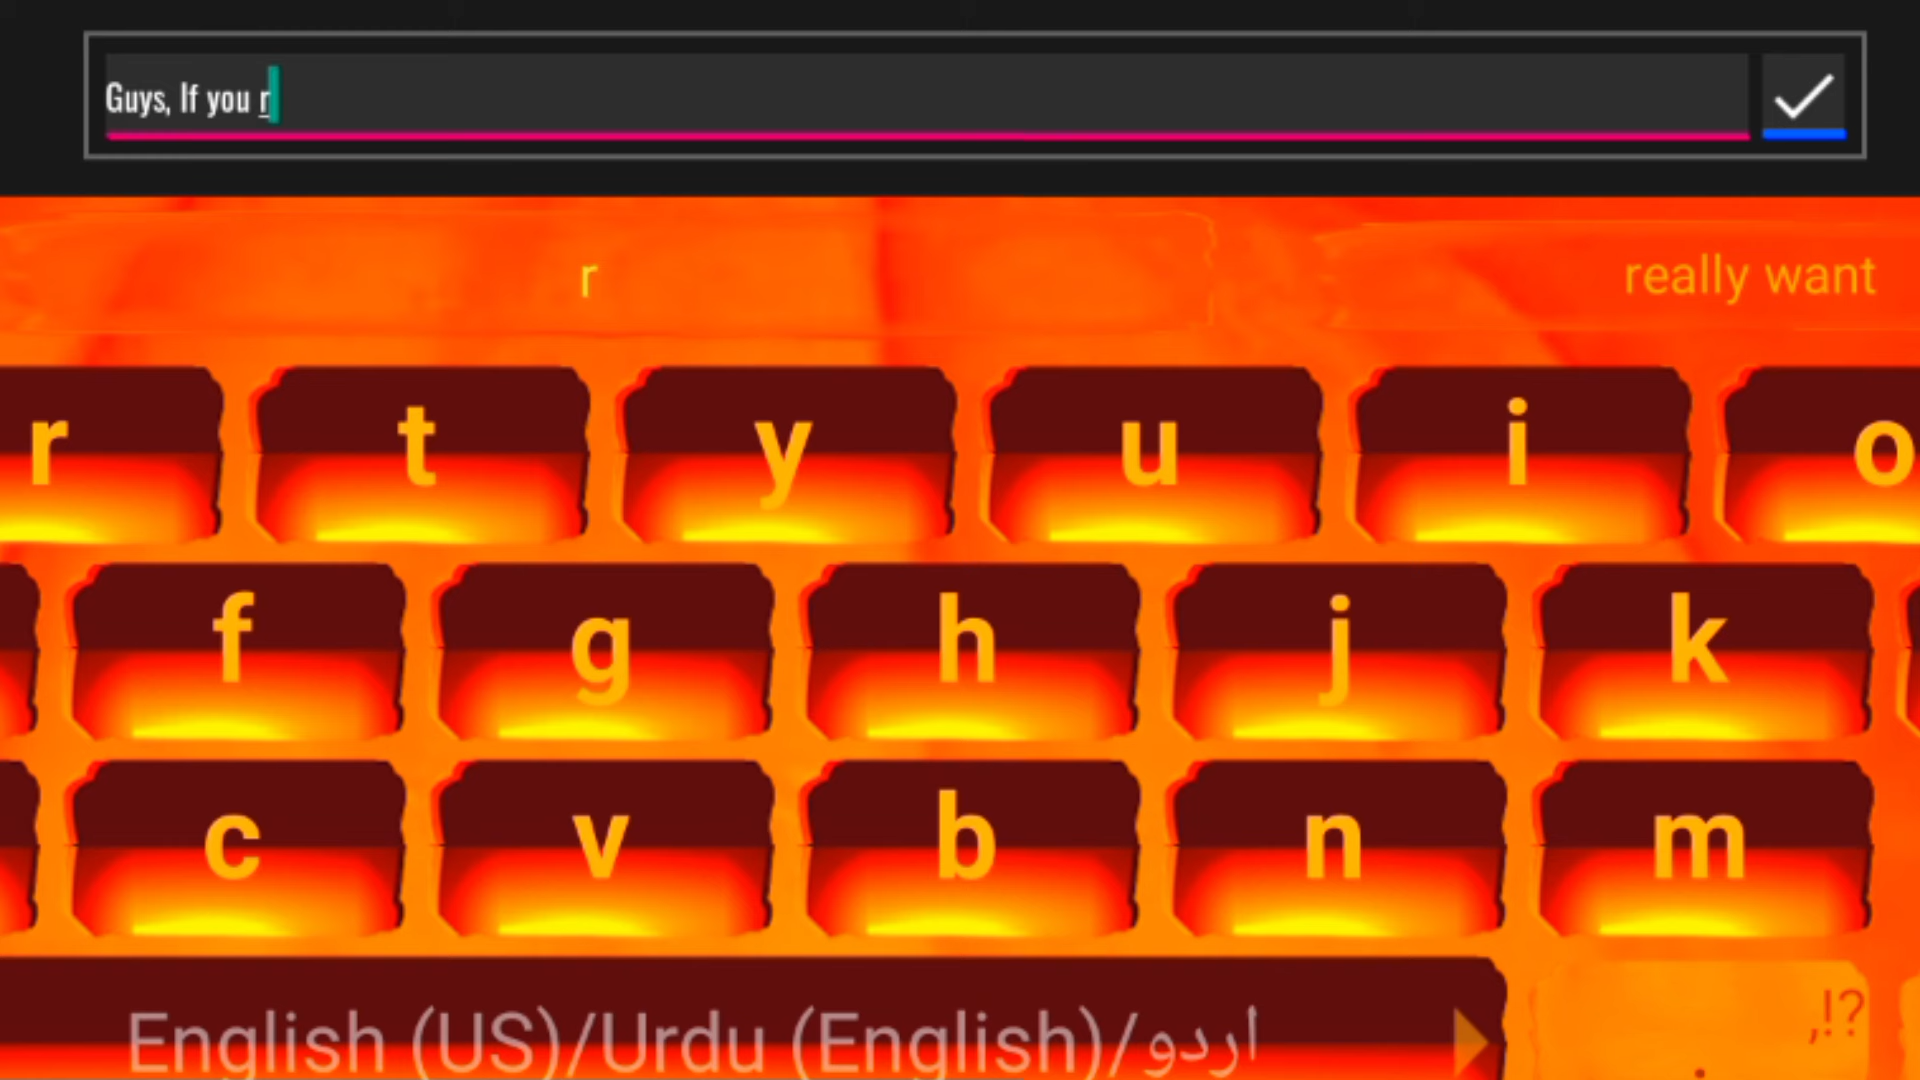 Guys, If you r
r really want
r t y u i o
f g h j k
c v b n m
English (US)/Urdu (English)/اردو ,!?
.